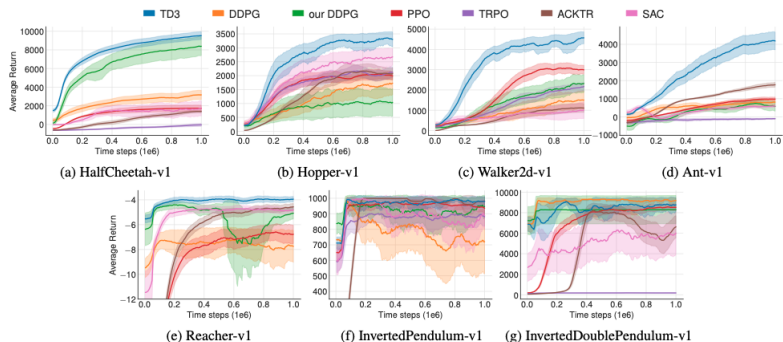 TD3 DDPG our DDPG PPO TRPO ACKTR SAC
10000
8000
6000
4000
2000
0
Average Return
0.0 0.2 0.4 0.6 0.8 1.0
Time steps (1e6)
(a) HalfCheetah-v1
3500
3000
2500
2000
1500
1000
500
0
0.0 0.2 0.4 0.6 0.8 1.0
Time steps (1e6)
(b) Hopper-v1
5000
4000
3000
2000
1000
0
0.0 0.2 0.4 0.6 0.8 1.0
Time steps (1e6)
(c) Walker2d-v1
4000
3000
2000
1000
0
−1000
0.0 0.2 0.4 0.6 0.8 1.0
Time steps (1e6)
(d) Ant-v1
−4
−6
−8
−10
−12
Average Return
0.0 0.2 0.4 0.6 0.8 1.0
Time steps (1e6)
(e) Reacher-v1
1000
900
800
700
600
500
400
0.0 0.2 0.4 0.6 0.8 1.0
Time steps (1e6)
(f) InvertedPendulum-v1
10000
8000
6000
4000
2000
0
0.0 0.2 0.4 0.6 0.8 1.0
Time steps (1e6)
(g) InvertedDoublePendulum-v1